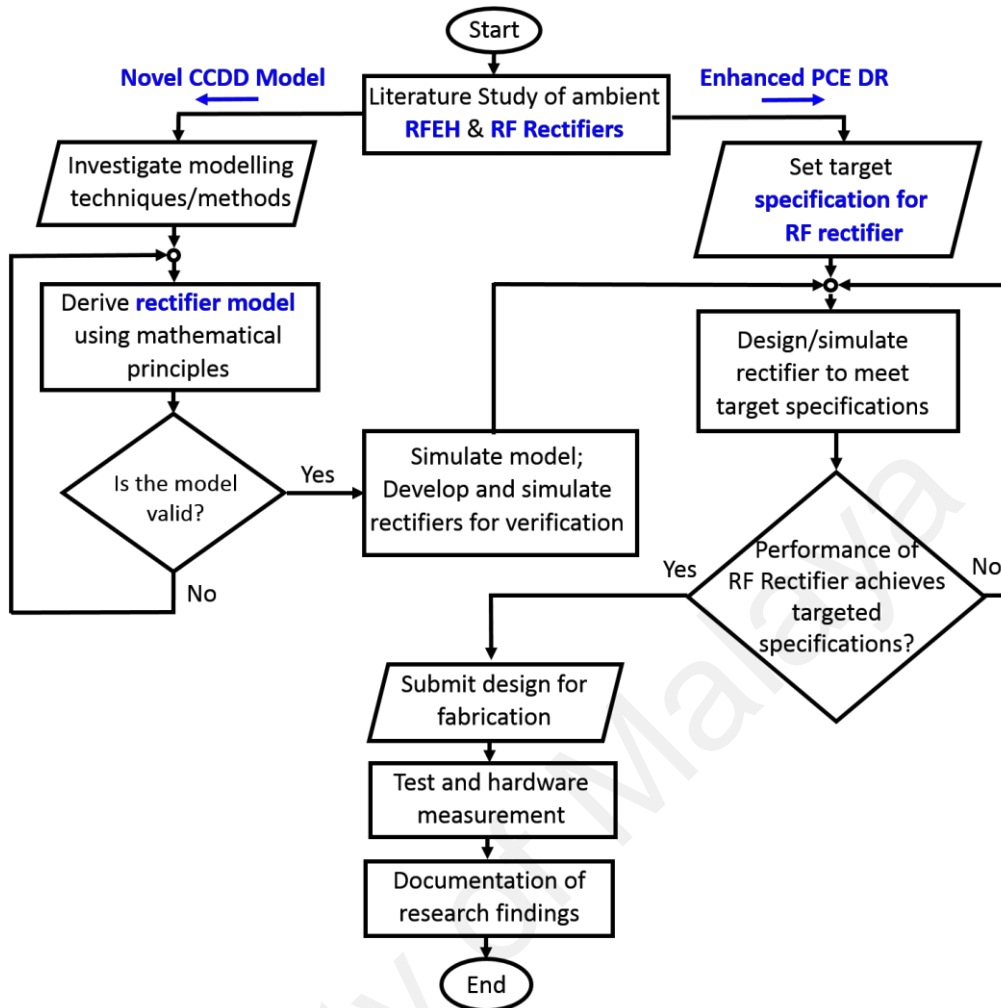 Start
Novel CCDD Model
Enhanced PCE DR
Literature Study of ambient
RFEH & RF Rectifiers
Investigate modelling
techniques/methods
Set target
specification for
RF rectifier
Derive rectifier model
using mathematical
principles
Design/simulate
rectifier to meet
target specifications
Is the model
valid?
Yes
No
Simulate model;
Develop and simulate
rectifiers for verification
Performance of
RF Rectifier achieves
targeted
specifications?
Yes
No
Submit design for
fabrication
Test and hardware
measurement
Documentation of
research findings
End
of Malaya